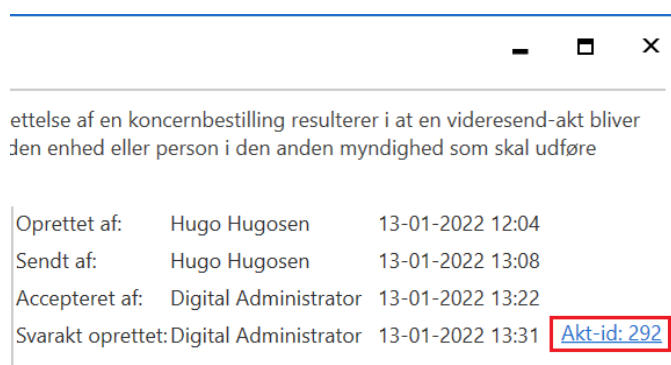 ettelse af en koncernbestilling resulterer i at en videresend-akt bliver
den enhed eller person i den anden myndighed som skal udføre
Oprettet af: Hugo Hugosen 13-01-2022 12:04
Sendt af: Hugo Hugosen 13-01-2022 13:08
Accepteret af: Digital Administrator 13-01-2022 13:22
Svarakt oprettet: Digital Administrator 13-01-2022 13:31 Akt-id: 292